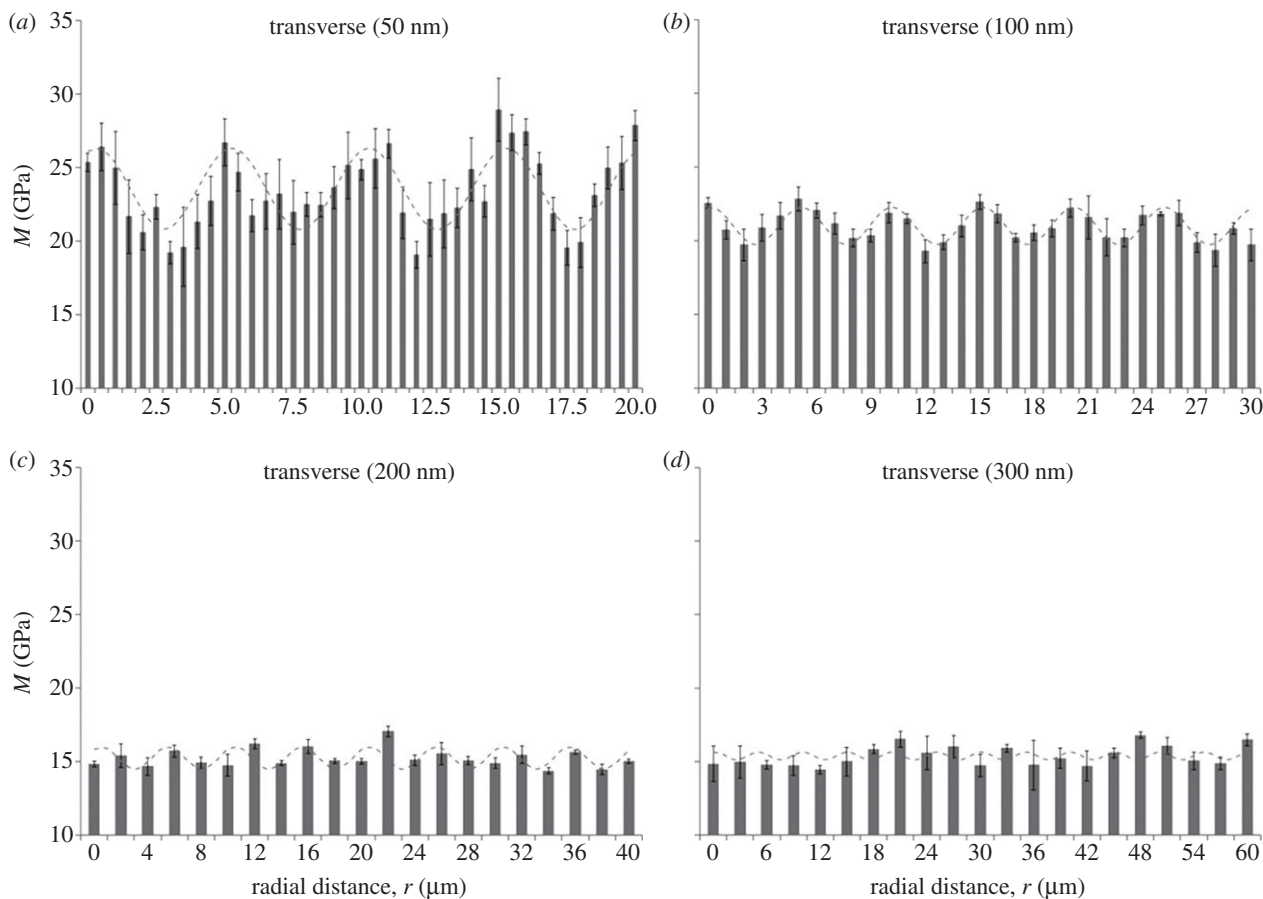 (a) transverse (50 nm)
35
30
25
20
15
10
M (GPa)
0 2.5 5.0 7.5 10.0 12.5 15.0 17.5 20.0
(b) transverse (100 nm)
0 3 6 9 12 15 18 21 24 27 30
(c) transverse (200 nm)
35
30
25
20
15
10
M (GPa)
0 4 8 12 16 20 24 28 32 36 40
radial distance, r (μm)
(d) transverse (300 nm)
0 6 12 18 24 30 36 42 48 54 60
radial distance, r (μm)